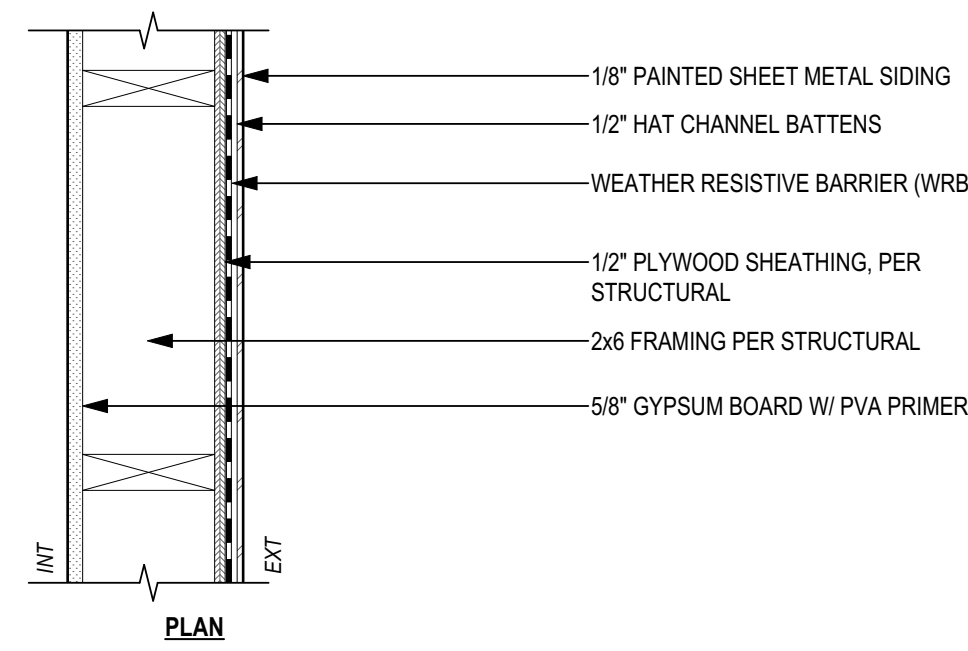 1/8" PAINTED SHEET METAL SIDING
1/2" HAT CHANNEL BATTENS
WEATHER RESISTIVE BARRIER (WRB
1/2" PLYWOOD SHEATHING, PER
STRUCTURAL
2x6 FRAMING PER STRUCTURAL
5/8" GYPSUM BOARD W/ PVA PRIMER
INT
EXT
PLAN